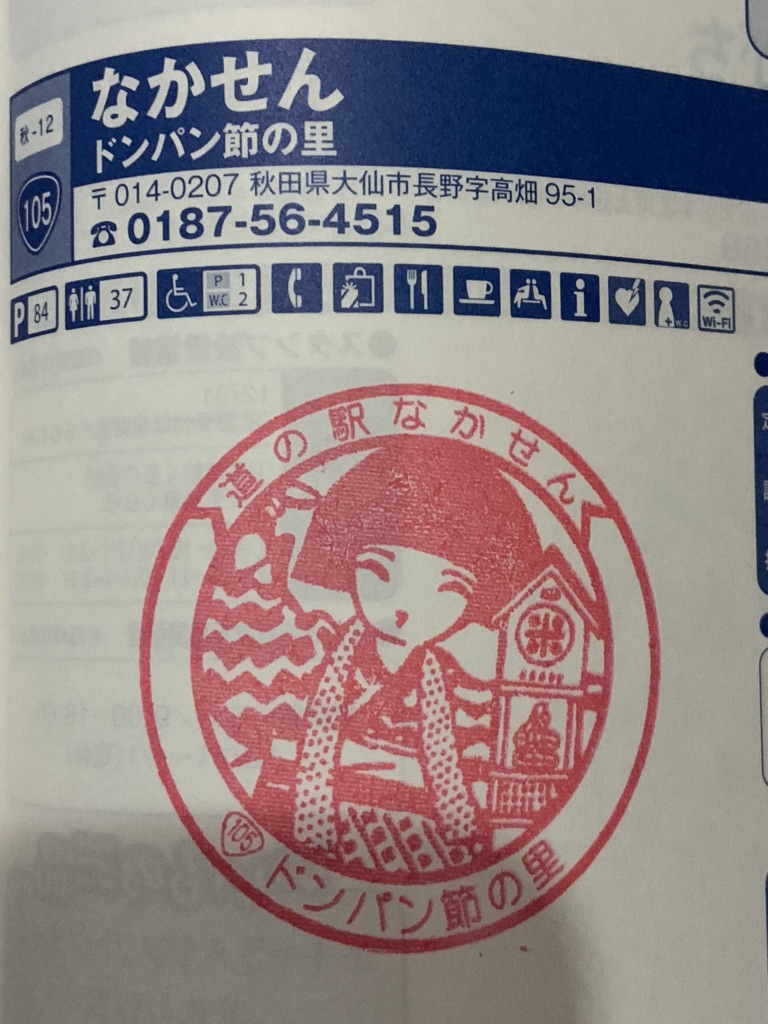 秋-12
なかせん
ドンパン節の里
105
〒014-0207 秋田県大仙市長野字高畑 95-1
☎0187-56-4515
P 84
37
P 1
W.C 2
i
+W.C
Wi-Fi
道の駅なかせん
米
105
ドンパン節の里